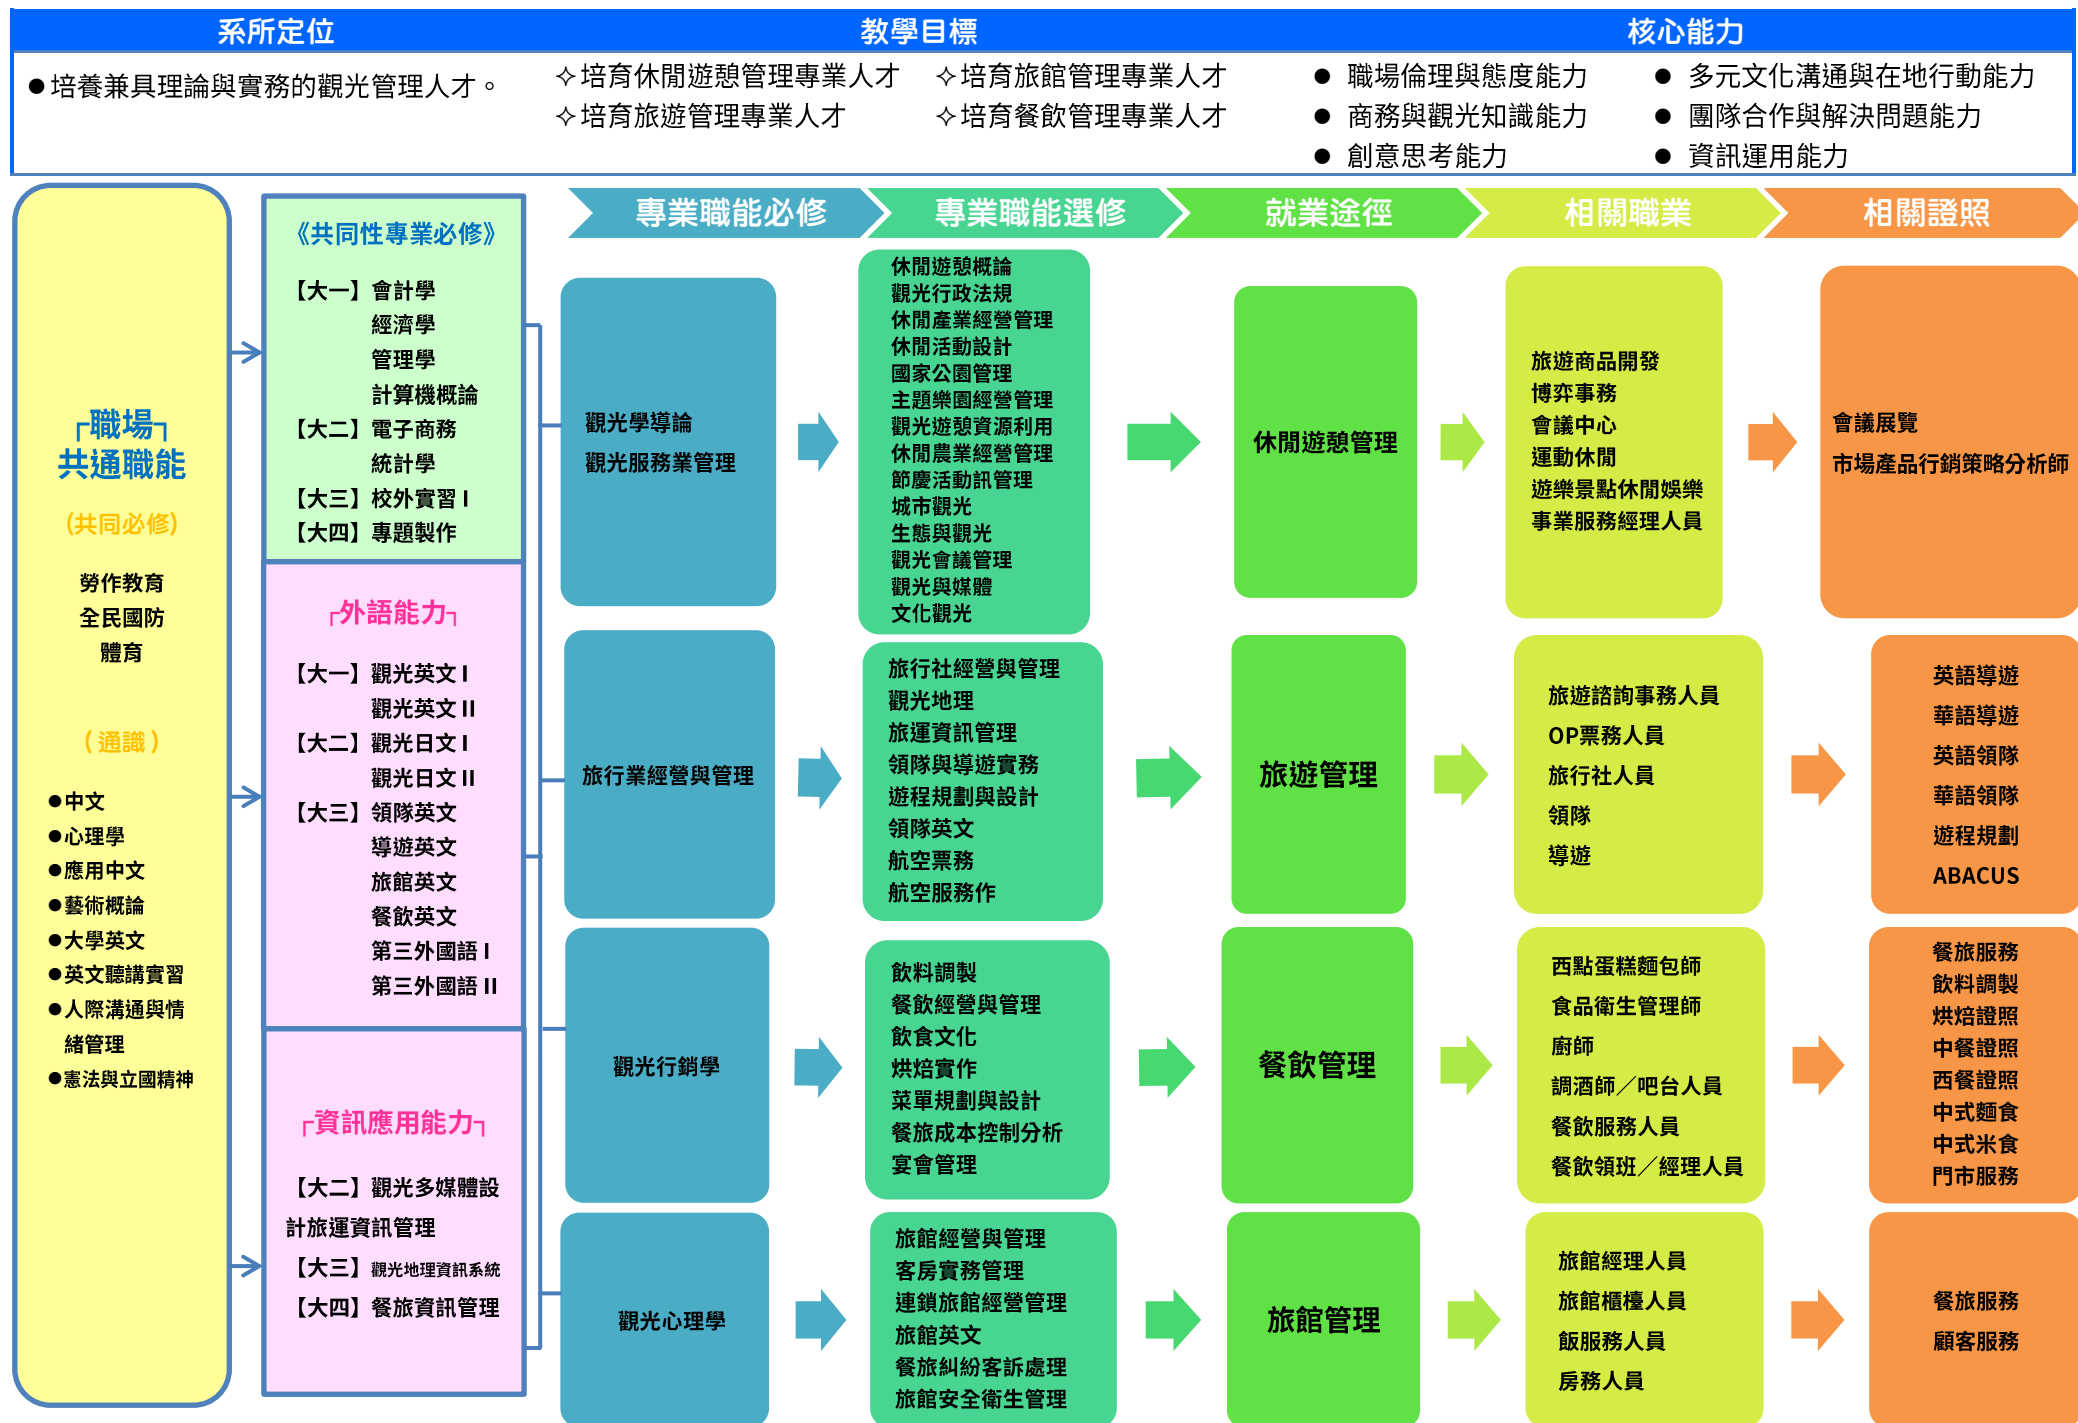 系所定位
教學目標
核心能力
●培養兼具理論與實務的觀光管理人才。
✧培育休閒遊憩管理專業人才
✧培育旅館管理專業人才
✧培育旅遊管理專業人才
✧培育餐飲管理專業人才
● 職場倫理與態度能力
● 多元文化溝通與在地行動能力
● 商務與觀光知識能力
● 團隊合作與解決問題能力
● 創意思考能力
● 資訊運用能力
┌職場┐
共通職能
(共同必修)
勞作教育
全民國防
體育
(通識)
●中文
●心理學
●應用中文
●藝術概論
●大學英文
●英文聽講實習
●人際溝通與情
緒管理
●憲法與立國精神
《共同性專業必修》
【大一】會計學
經濟學
管理學
計算機概論
【大二】電子商務
統計學
【大三】校外實習 I
【大四】專題製作
┌外語能力┐
【大一】觀光英文 I
觀光英文 II
【大二】觀光日文 I
觀光日文 II
【大三】領隊英文
導遊英文
旅館英文
餐飲英文
第三外國語 I
第三外國語 II
┌資訊應用能力┐
【大二】觀光多媒體設
計旅運資訊管理
【大三】觀光地理資訊系統
【大四】餐旅資訊管理
專業職能必修
專業職能選修
就業途徑
相關職業
相關證照
觀光學導論
觀光服務業管理
休閒遊憩概論
觀光行政法規
休閒產業經營管理
休閒活動設計
國家公園管理
主題樂園經營管理
觀光遊憩資源利用
休閒農業經營管理
節慶活動訊管理
城市觀光
生態與觀光
觀光會議管理
觀光與媒體
文化觀光
休閒遊憩管理
旅遊商品開發
博弈事務
會議中心
運動休閒
遊樂景點休閒娛樂
事業服務經理人員
會議展覽
市場產品行銷策略分析師
旅行業經營與管理
旅行社經營與管理
觀光地理
旅運資訊管理
領隊與導遊實務
遊程規劃與設計
領隊英文
航空票務
航空服務作
旅遊管理
旅遊諮詢事務人員
OP票務人員
旅行社人員
領隊
導遊
英語導遊
華語導遊
英語領隊
華語領隊
遊程規劃
ABACUS
觀光行銷學
飲料調製
餐飲經營與管理
飲食文化
烘焙實作
菜單規劃與設計
餐旅成本控制分析
宴會管理
餐飲管理
西點蛋糕麵包師
食品衛生管理師
廚師
調酒師／吧台人員
餐飲服務人員
餐飲領班／經理人員
餐旅服務
飲料調製
烘焙證照
中餐證照
西餐證照
中式麵食
中式米食
門市服務
觀光心理學
旅館經營與管理
客房實務管理
連鎖旅館經營管理
旅館英文
餐旅糾紛客訴處理
旅館安全衛生管理
旅館管理
旅館經理人員
旅館櫃檯人員
飯服務人員
房務人員
餐旅服務
顧客服務